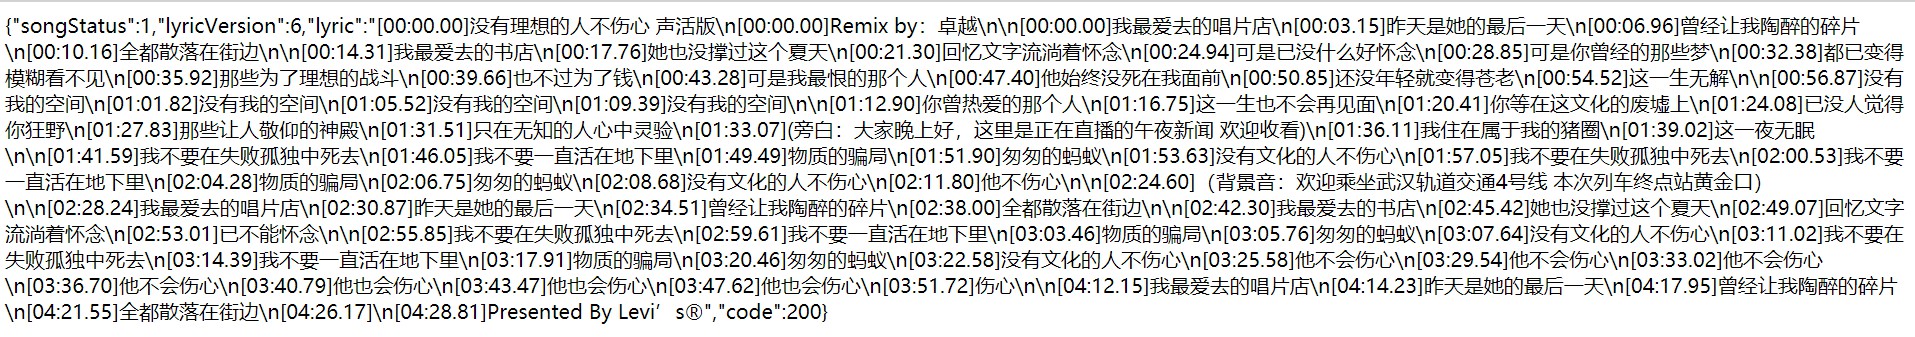 {"songStatus":1,"lyricVersion":6,"lyric":"[00:00.00]没有理想的人不伤心 声活版\n[00:00.00]Remix by：卓越\n\n[00:00.00]我最爱去的唱片店\n[00:03.15]昨天是她的最后一天\n[00:06.96]曾经让我陶醉的碎片
\n[00:10.16]全都散落在街边\n\n[00:14.31]我最爱去的书店\n[00:17.76]她也没撑过这个夏天\n[00:21.30]回忆文字流淌着怀念\n[00:24.94]可是已没什么好怀念\n[00:28.85]可是你曾经的那些梦\n[00:32.38]都已变得
模糊看不见\n[00:35.92]那些为了理想的战斗\n[00:39.66]也不过为了钱\n[00:43.28]可是我最恨的那个人\n[00:47.40]他始终没死在我面前\n[00:50.85]还没年轻就变得苍老\n[00:54.52]这一生无解\n\n[00:56.87]没有
我的空间\n[01:01.82]没有我的空间\n[01:05.52]没有我的空间\n[01:09.39]没有我的空间\n\n[01:12.90]你曾热爱的那个人\n[01:16.75]这一生也不会再见面\n[01:20.41]你等在这文化的废墟上\n[01:24.08]已没人觉得
你狂野\n[01:27.83]那些让人敬仰的神殿\n[01:31.51]只在无知的人心中灵验\n[01:33.07](旁白：大家晚上好，这里是正在直播的午夜新闻 欢迎收看)\n[01:36.11]我住在属于我的猪圈\n[01:39.02]这一夜无眠
\n\n[01:41.59]我不要在失败孤独中死去\n[01:46.05]我不要一直活在地下里\n[01:49.49]物质的骗局\n[01:51.90]匆匆的蚂蚁\n[01:53.63]没有文化的人不伤心\n[01:57.05]我不要在失败孤独中死去\n[02:00.53]我不要
一直活在地下里\n[02:04.28]物质的骗局\n[02:06.75]匆匆的蚂蚁\n[02:08.68]没有文化的人不伤心\n[02:11.80]他不伤心\n\n[02:24.60]（背景音：欢迎乘坐武汉轨道交通4号线 本次列车终点站黄金口）
\n\n[02:28.24]我最爱去的唱片店\n[02:30.87]昨天是她的最后一天\n[02:34.51]曾经让我陶醉的碎片\n[02:38.00]全都散落在街边\n\n[02:42.30]我最爱去的书店\n[02:45.42]她也没撑过这个夏天\n[02:49.07]回忆文字
流淌着怀念\n[02:53.01]已不能怀念\n\n[02:55.85]我不要在失败孤独中死去\n[02:59.61]我不要一直活在地下里\n[03:03.46]物质的骗局\n[03:05.76]匆匆的蚂蚁\n[03:07.64]没有文化的人不伤心\n[03:11.02]我不要在
失败孤独中死去\n[03:14.39]我不要一直活在地下里\n[03:17.91]物质的骗局\n[03:20.46]匆匆的蚂蚁\n[03:22.58]没有文化的人不伤心\n[03:25.58]他不会伤心\n[03:29.54]他不会伤心\n[03:33.02]他不会伤心
\n[03:36.70]他不会伤心\n[03:40.79]他也会伤心\n[03:43.47]他也会伤心\n[03:47.62]他也会伤心\n[03:51.72]伤心\n\n[04:12.15]我最爱去的唱片店\n[04:14.23]昨天是她的最后一天\n[04:17.95]曾经让我陶醉的碎片
\n[04:21.55]全都散落在街边\n[04:26.17]\n[04:28.81]Presented By Levi’s®","code":200}